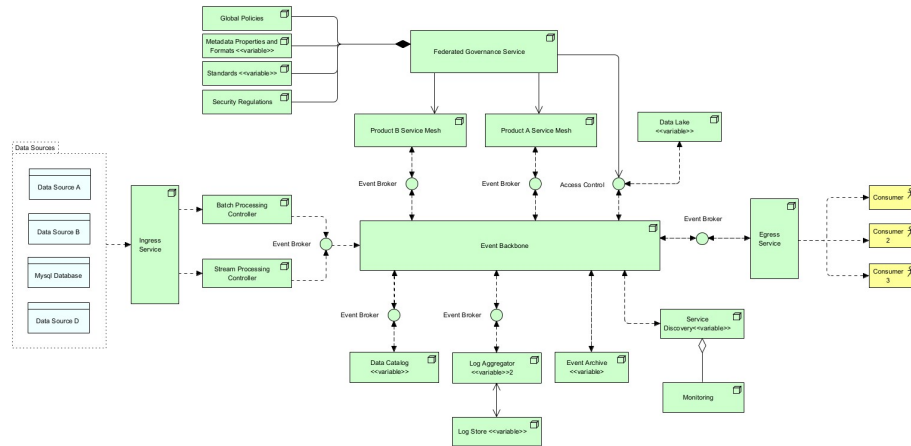 Global Policies
Metadata Properties and
Formats <<variable>>
Standards <<variable>>
Security Regulations
Federated Governance Service
Product B Service Mesh
Product A Service Mesh
Data Lake
<<variable>>
Event Broker
Event Broker
Access Control
Data Sources
Data Source A
Data Source B
Mysql Database
Data Source D
Ingress
Service
Batch Processing
Controller
Stream Processing
Controller
Event Broker
Event Backbone
Event Broker
Egress
Service
Consumer
Consumer
2
Consumer
3
Event Broker
Event Broker
Data Catalog
<<variable>>
Log Aggregator
<<variable>>2
Event Archive
<<variable>
Service
Discovery<<variable>>
Monitoring
Log Store <<variable>>